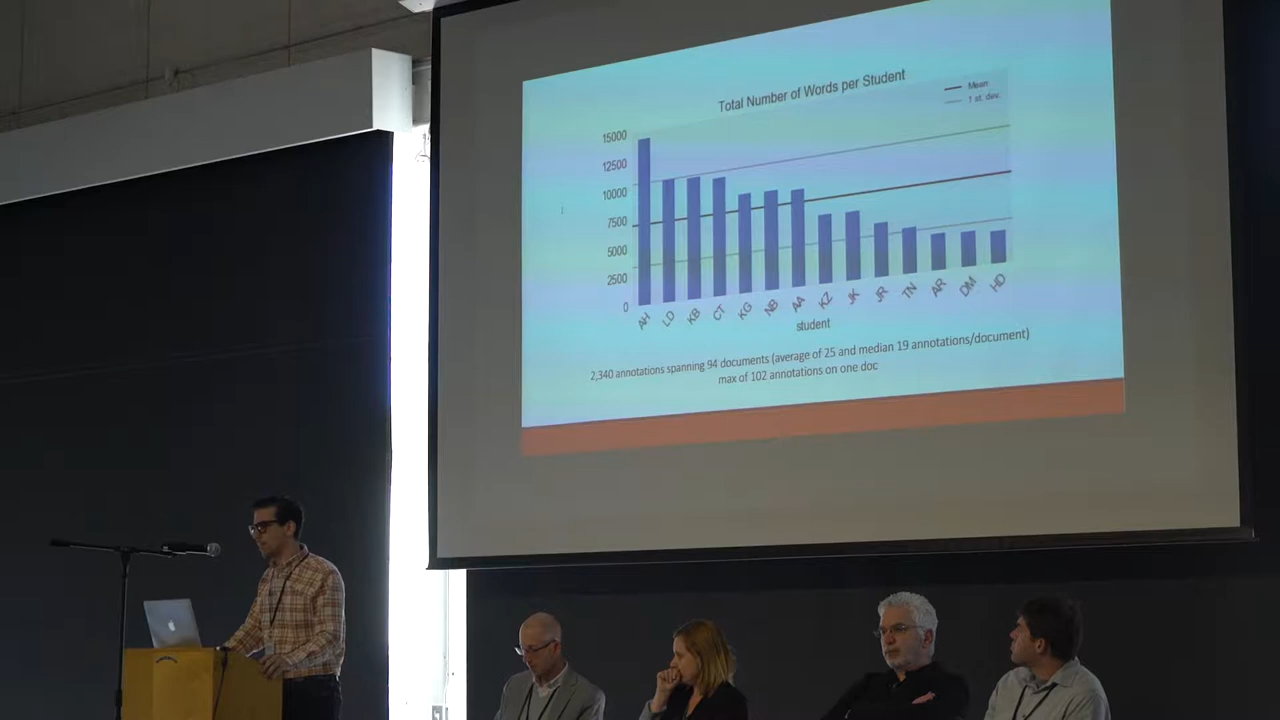 Total Number of Words per Student
Mean
1 st. dev.
15000
12500
10000
7500
5000
2500
0
AH
LD
KB
CT
KG
NB
AA
KZ
JK
JR
TN
AR
DM
HD
student
2,340 annotations spanning 94 documents (average of 25 and median 19 annotations/document)
max of 102 annotations on one doc